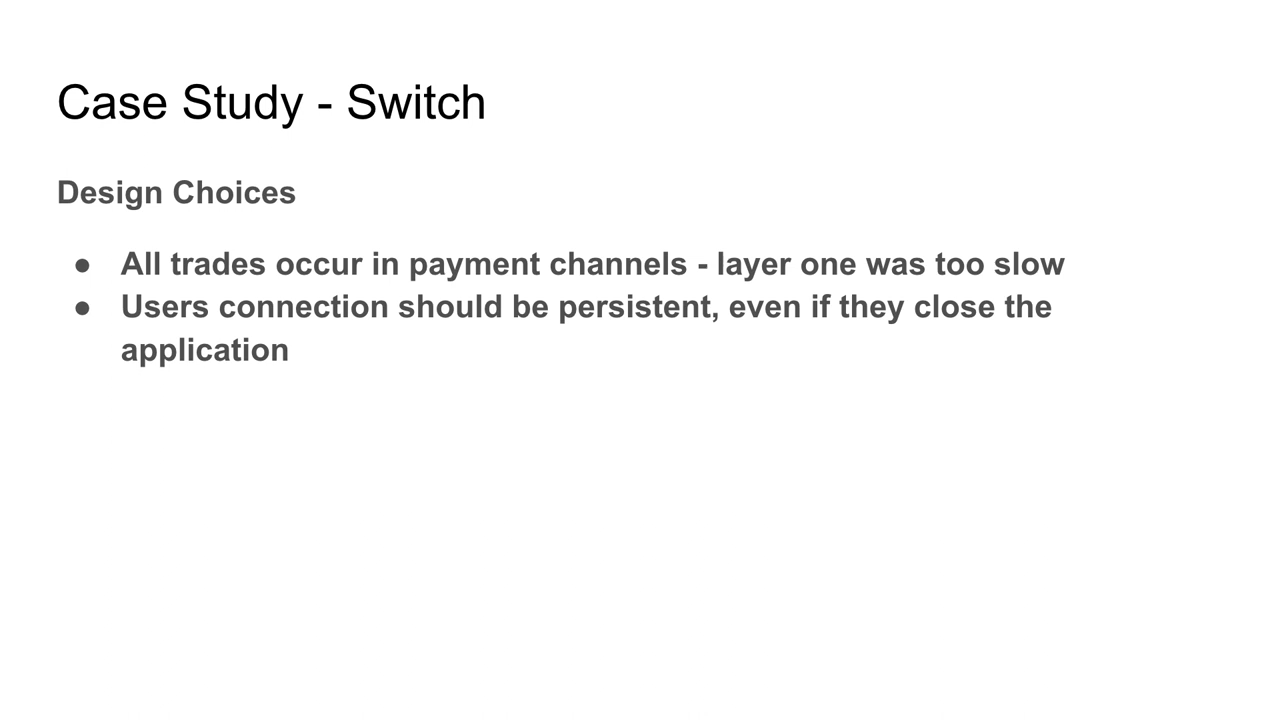 Case Study - Switch
Design Choices
● All trades occur in payment channels - layer one was too slow
● Users connection should be persistent, even if they close the
application